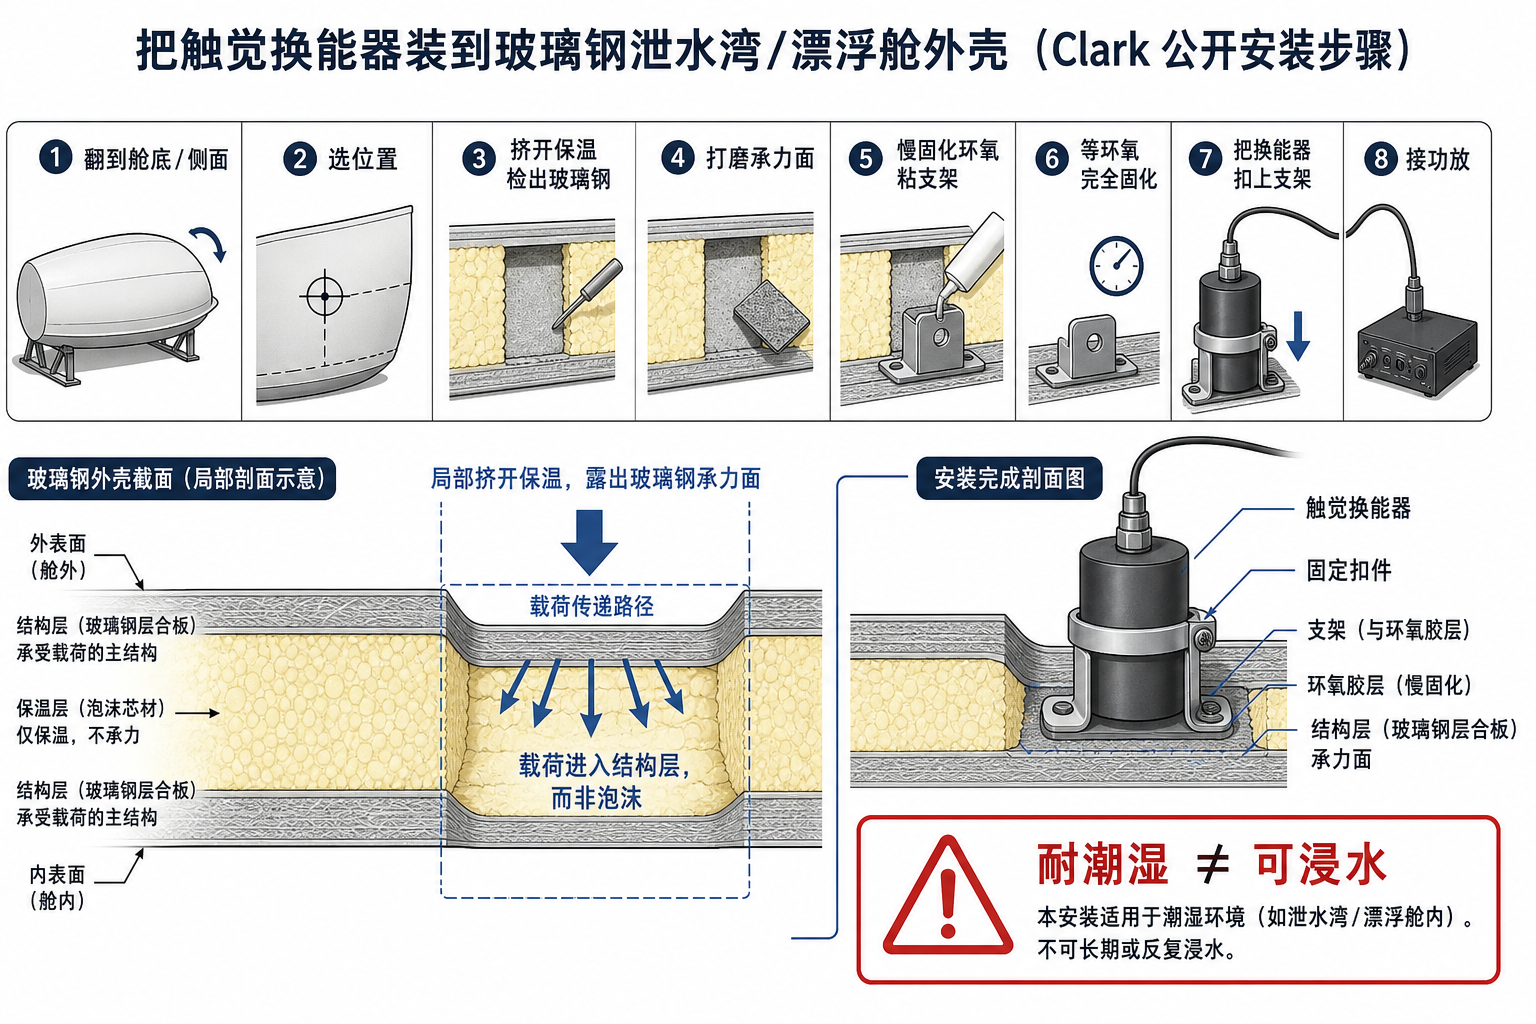 把触觉换能器装到玻璃钢泄水湾/漂浮舱外壳（Clark 公开安装步骤）
1 翻到舱底/侧面
2 选位置
3 挤开保温
检出玻璃钢
4 打磨承力面
5 慢固化环氧
粘支架
6 等环氧
完全固化
7 把换能器
扣上支架
8 接功放
玻璃钢外壳截面（局部剖面示意）
局部挤开保温，露出玻璃钢承力面
外表面
（舱外）
载荷传递路径
结构层（玻璃钢层合板）
承受载荷的主结构
保温层（泡沫芯材）
仅保温，不承力
载荷进入结构层，
而非泡沫
结构层（玻璃钢层合板）
承受载荷的主结构
内表面
（舱内）
安装完成剖面图
触觉换能器
固定扣件
支架（与环氧胶层）
环氧胶层（慢固化）
结构层（玻璃钢层合板）
承力面
耐潮湿 ≠ 可浸水
本安装适用于潮湿环境（如泄水湾/漂浮舱内）。
不可长期或反复浸水。